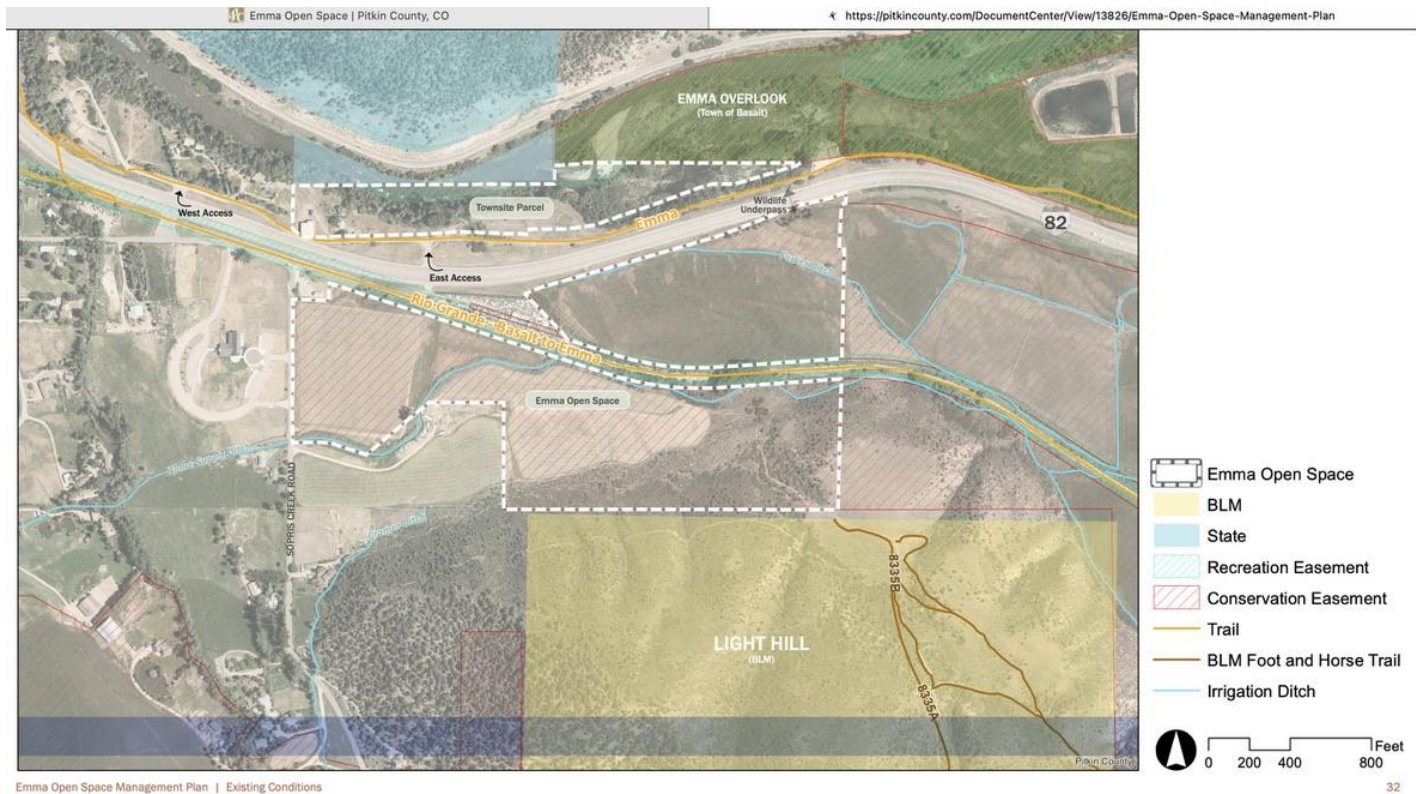 Emma Open Space | Pitkin County, CO
https://pitkincounty.com/DocumentCenter/View/13826/Emma-Open-Space-Management-Plan
EMMA OVERLOOK
(Town of Basalt)
West Access
Townsite Parcel
Emma
Wildlife
Underpass
82
East Access
Rio Grande - Basalt to Emma
Emma Open Space
Home Supply Ditch
SOPRIS CREEK ROAD
LIGHT HILL
(BLM)
8335B
8335A
Pitkin County
Emma Open Space
BLM
State
Recreation Easement
Conservation Easement
Trail
BLM Foot and Horse Trail
Irrigation Ditch
Feet
0 200 400 800
Emma Open Space Management Plan | Existing Conditions
32